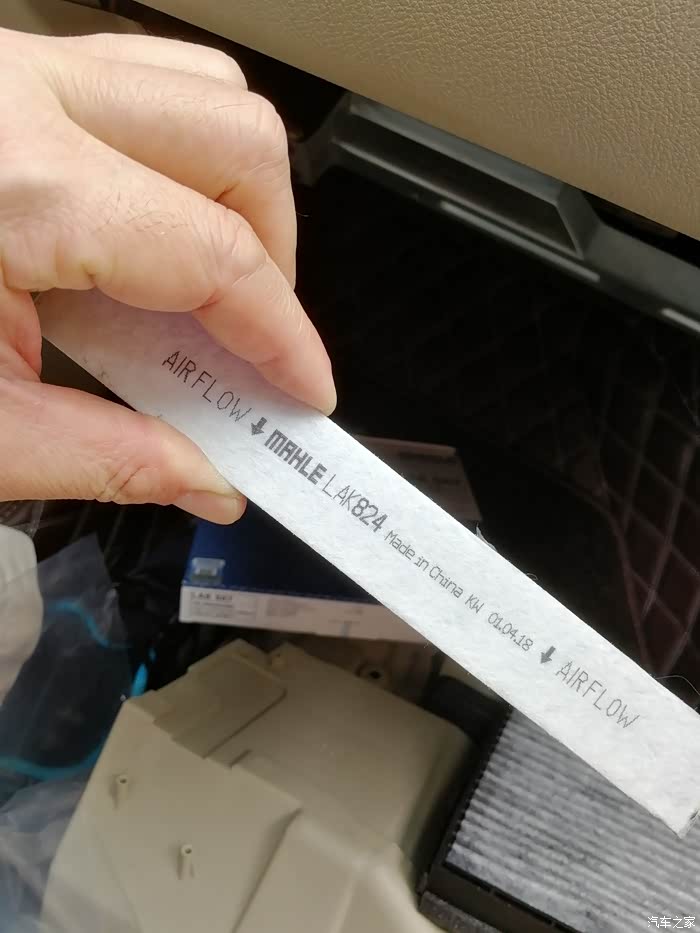 AIRFLOW ⬇ MAHLE LAK824 Made in China KW 01.04.18 ⬇ AIRFLOW
汽车之家